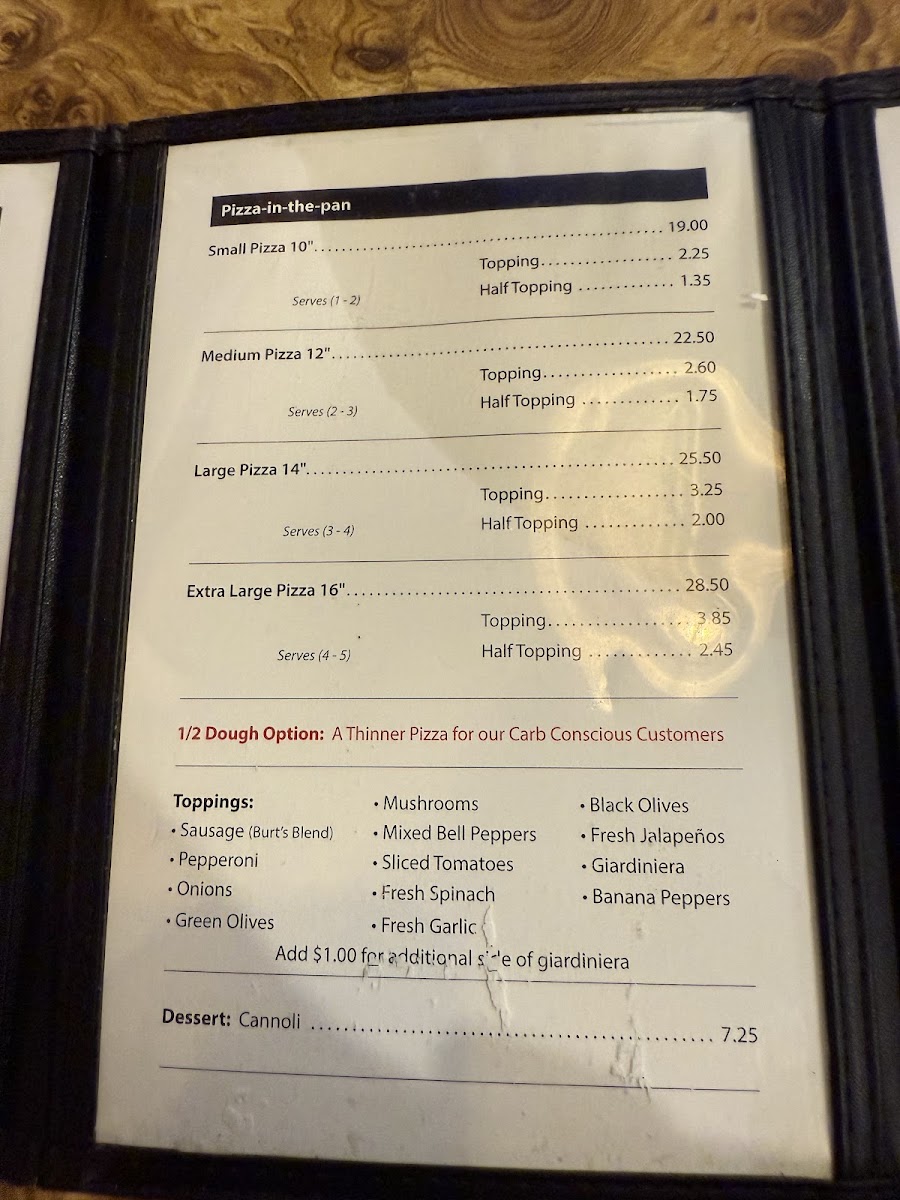 Pizza-in-the-pan
Small Pizza 10"........................................................ 19.00
Topping................... 2.25
Half Topping ............. 1.35
Serves (1 - 2)
Medium Pizza 12"........................................................ 22.50
Topping................... 2.60
Half Topping ............. 1.75
Serves (2 - 3)
Large Pizza 14"........................................................ 25.50
Topping................... 3.25
Half Topping ............. 2.00
Serves (3 - 4)
Extra Large Pizza 16"................................................... 28.50
Topping................... 3.85
Half Topping ............. 2.45
Serves (4 - 5)
1/2 Dough Option: A Thinner Pizza for our Carb Conscious Customers
Toppings:
• Sausage (Burt's Blend)
• Pepperoni
• Onions
• Green Olives
• Mushrooms
• Mixed Bell Peppers
• Sliced Tomatoes
• Fresh Spinach
• Fresh Garlic
• Black Olives
• Fresh Jalapeños
• Giardiniera
• Banana Peppers
Add $1.00 for additional side of giardiniera
Dessert: Cannoli ........................................................ 7.25